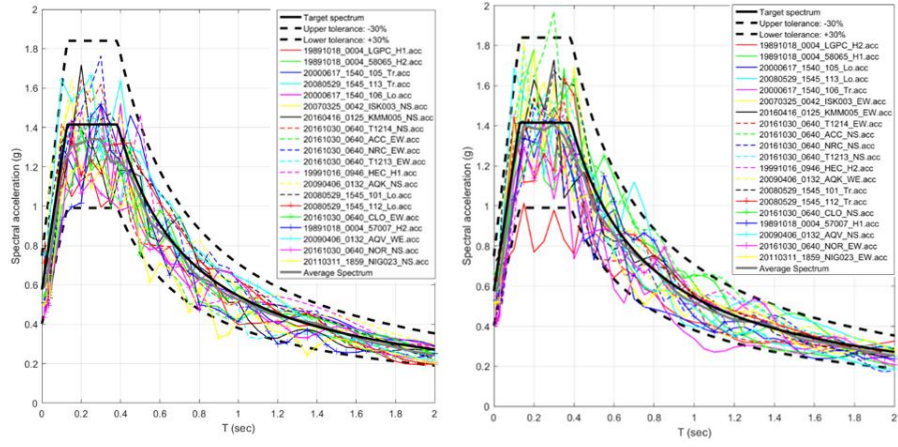 Target spectrum
Upper tolerance: -30%
Lower tolerance: +30%
19891018_0004_LGPC_H1.acc
19891018_0004_58065_H2.acc
20000617_1540_105_Tr.acc
20080529_1545_113_Tr.acc
20000617_1540_106_Lo.acc
20070325_0042_ISK003_NS.acc
20160416_0125_KMM005_NS.acc
20161030_0640_T1214_NS.acc
20161030_0640_ACC_EW.acc
20161030_0640_NRC_EW.acc
20161030_0640_T1213_EW.acc
19991016_0946_HEC_H1.acc
20090406_0132_AQK_NS.acc
20080529_1545_101_Lo.acc
20080529_1545_112_Lo.acc
20161030_0640_CLO_EW.acc
19891018_0004_57007_H2.acc
20090406_0132_AQV_WE.acc
20161030_0640_NOR_NS.acc
20110311_1859_NIG023_NS.acc
Average Spectrum
Spectral acceleration (g)
2
1.8
1.6
1.4
1.2
1
0.8
0.6
0.4
0.2
0
0 0.2 0.4 0.6 0.8 1 1.2 1.4 1.6 1.8 2
T (sec)
Target spectrum
Upper tolerance: -30%
Lower tolerance: +30%
19891018_0004_LGPC_H2.acc
19891018_0004_58065_H1.acc
20000617_1540_105_Lo.acc
20080529_1545_113_Lo.acc
20000617_1540_106_Tr.acc
20070325_0042_ISK003_EW.acc
20160416_0125_KMM005_EW.acc
20161030_0640_T1214_EW.acc
20161030_0640_ACC_NS.acc
20161030_0640_NRC_NS.acc
20161030_0640_T1213_NS.acc
19991016_0946_HEC_H2.acc
20090406_0132_AQK_WE.acc
20080529_1545_101_Tr.acc
20080529_1545_112_Tr.acc
20161030_0640_CLO_NS.acc
19891018_0004_57007_H1.acc
20090406_0132_AQV_NS.acc
20161030_0640_NOR_EW.acc
20110311_1859_NIG023_EW.acc
Average Spectrum
Spectral acceleration (g)
2
1.8
1.6
1.4
1.2
1
0.8
0.6
0.4
0.2
0
0 0.2 0.4 0.6 0.8 1 1.2 1.4 1.6 1.8 2
T (sec)